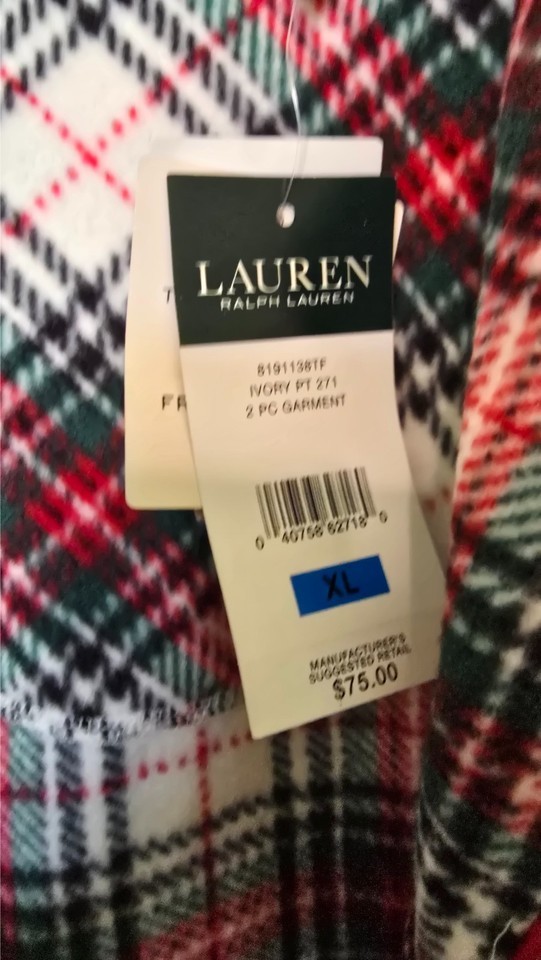 LAUREN
RALPH LAUREN
8191138TF
IVORY PT 271
2 PC GARMENT
0 40758 62718 0
XL
MANUFACTURER'S
SUGGESTED RETAIL
$75.00
T
FR